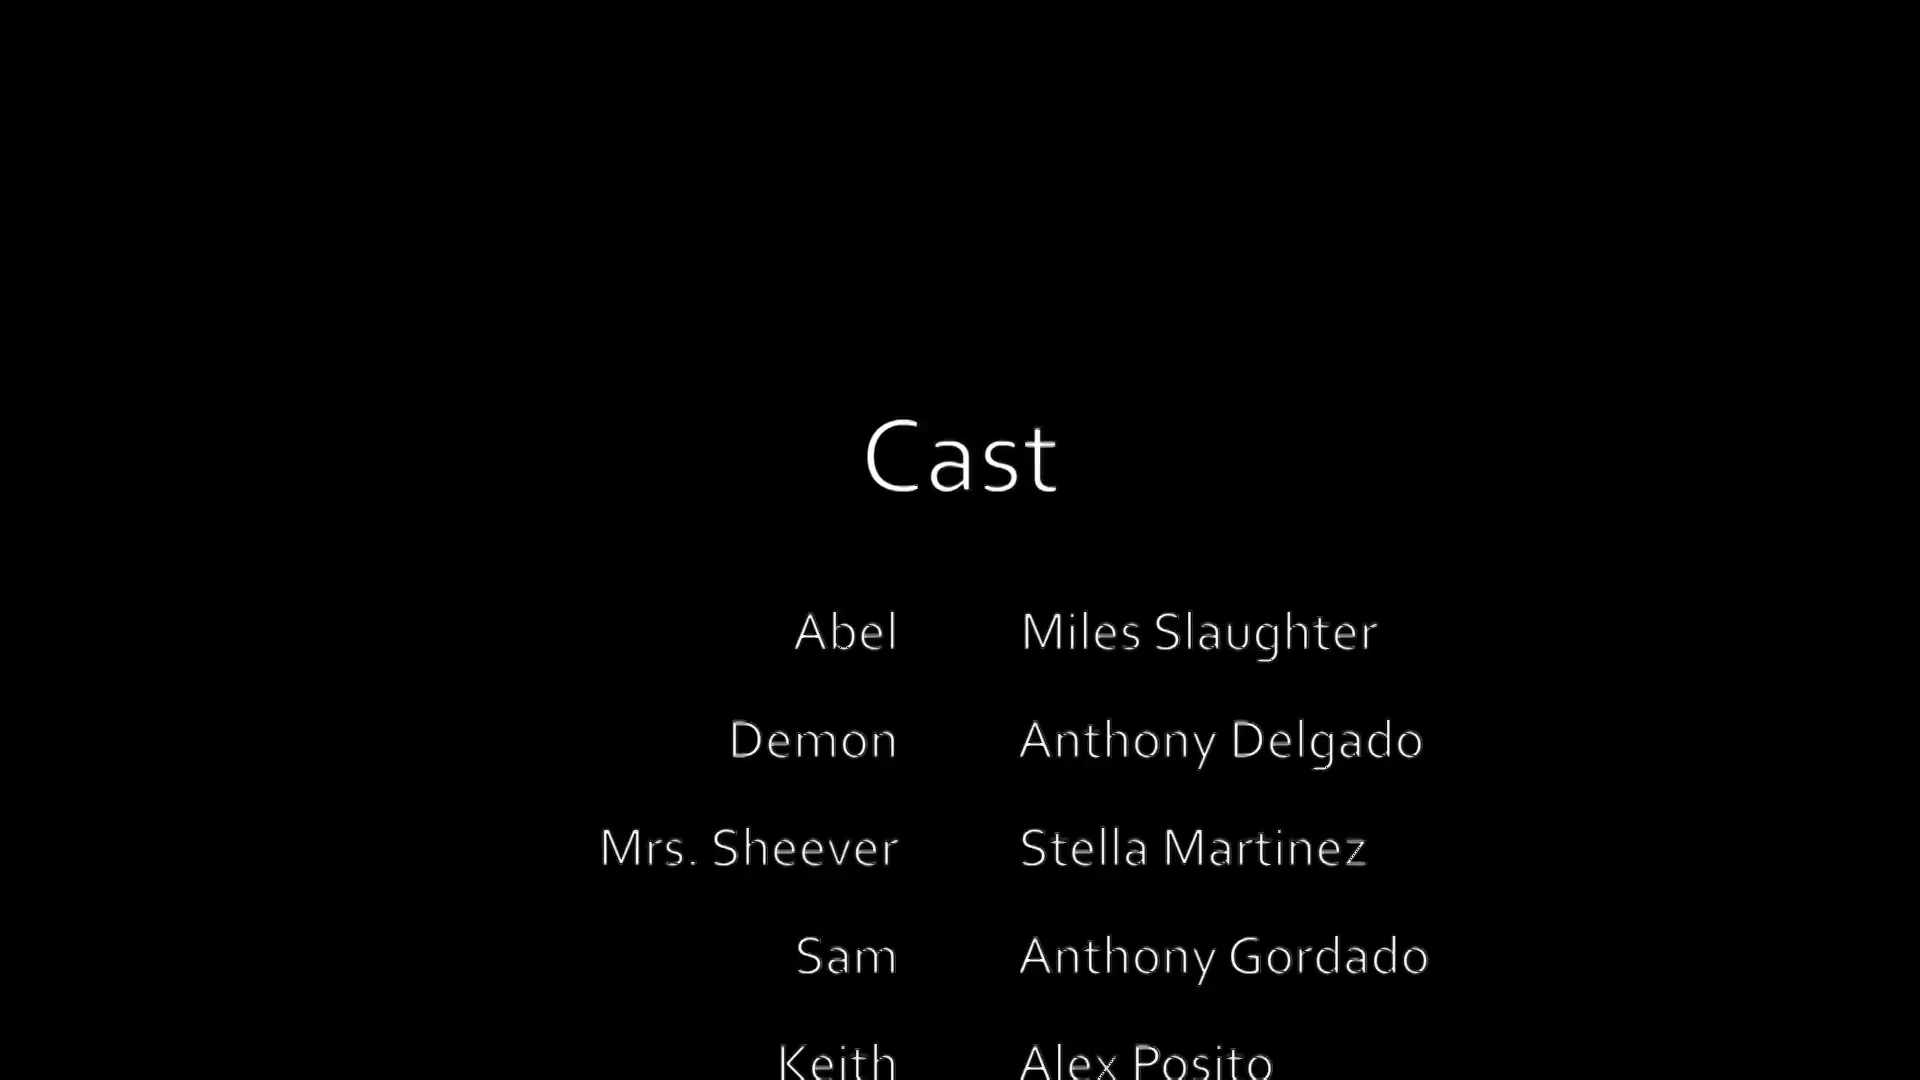 Cast
Abel Miles Slaughter
Demon Anthony Delgado
Mrs. Sheever Stella Martinez
Sam Anthony Gordado
Keith Alex Posito